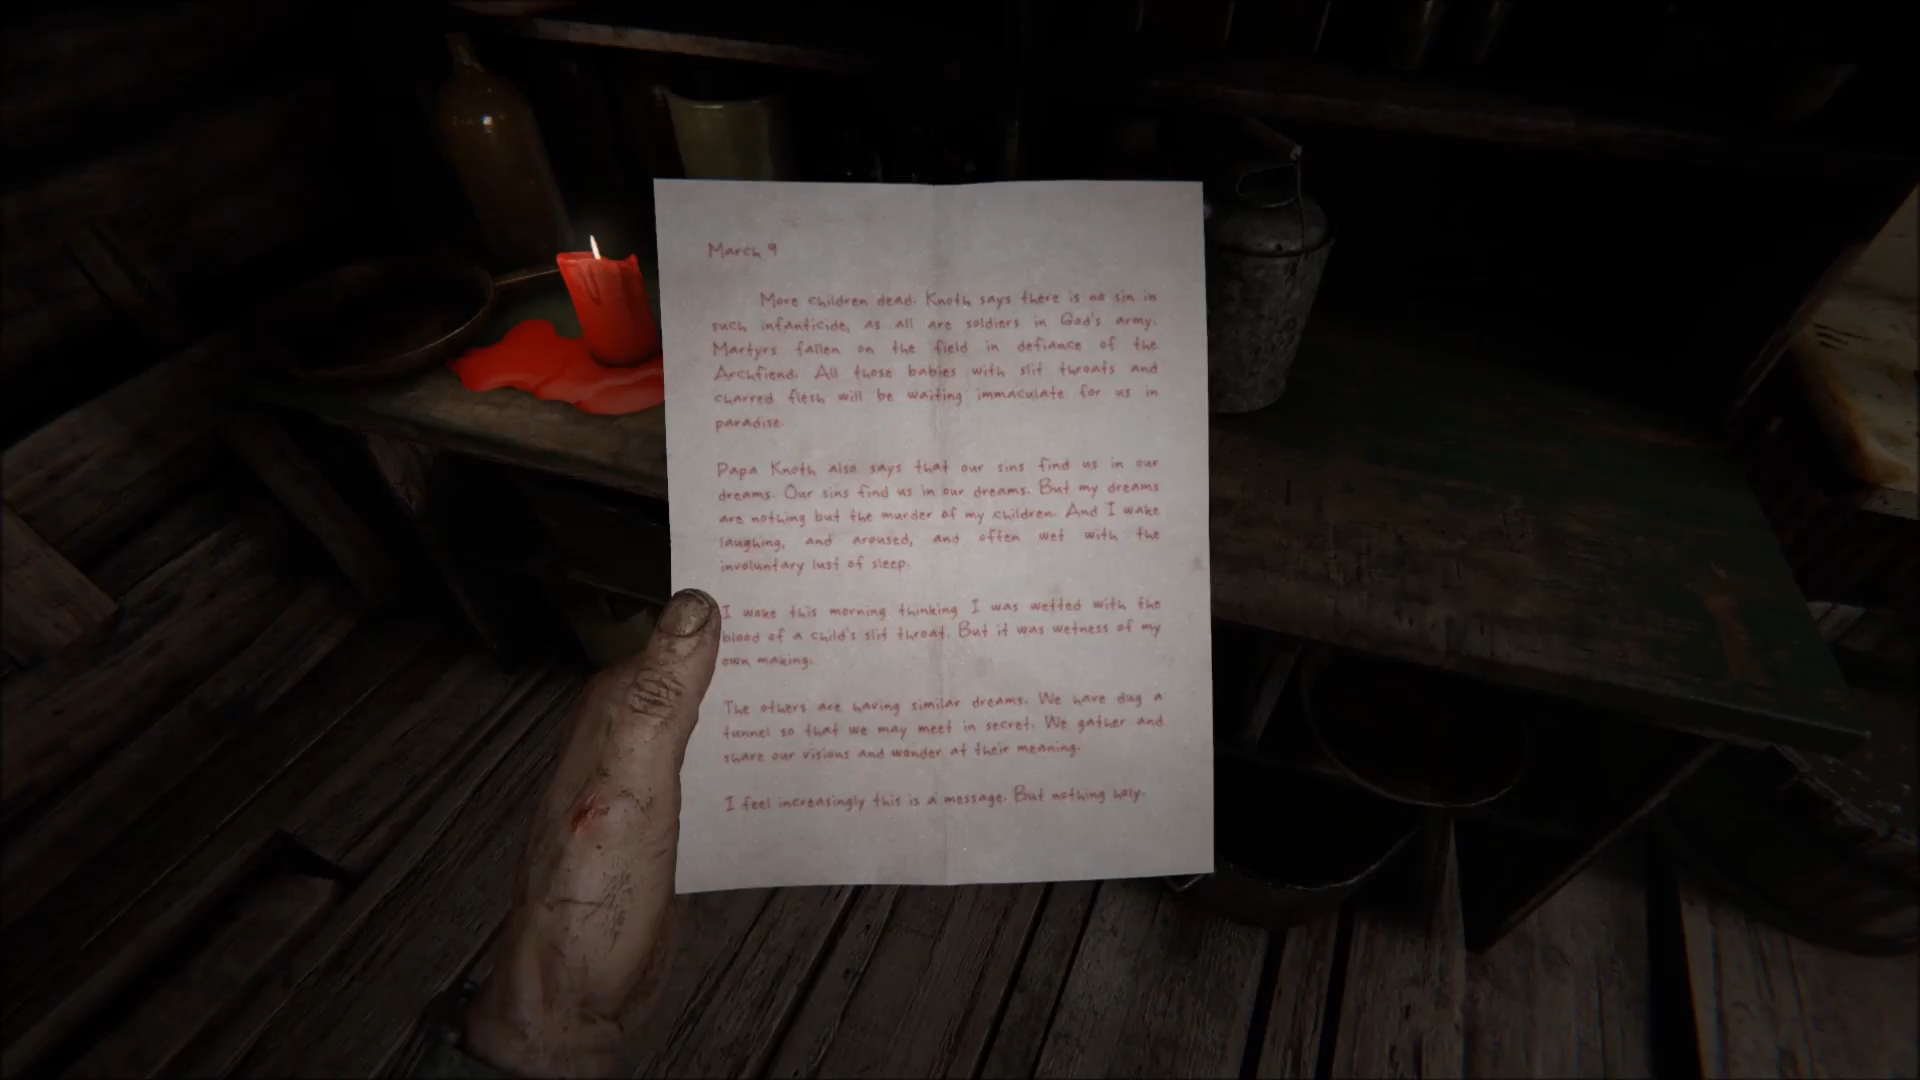 March 9
More children dead. Knoth says there is no sin in
such infanticide, as all are soldiers in God's army.
Martyrs fallen on the field in defiance of the
Archfiend. All those babies with slit throats and
charred flesh will be waiting immaculate for us in
paradise.
Papa Knoth also says that our sins find us in our
dreams. Our sins find us in our dreams. But my dreams
are nothing but the murder of my children. And I wake
laughing, and aroused, and often wet with the
involuntary lust of sleep.
I woke this morning thinking I was wetted with the
blood of a child's slit throat. But it was wetness of my
own making.
The others are having similar dreams. We have dug a
tunnel so that we may meet in secret. We gather and
share our visions and wonder at their meaning.
I feel increasingly this is a message. But nothing holy.